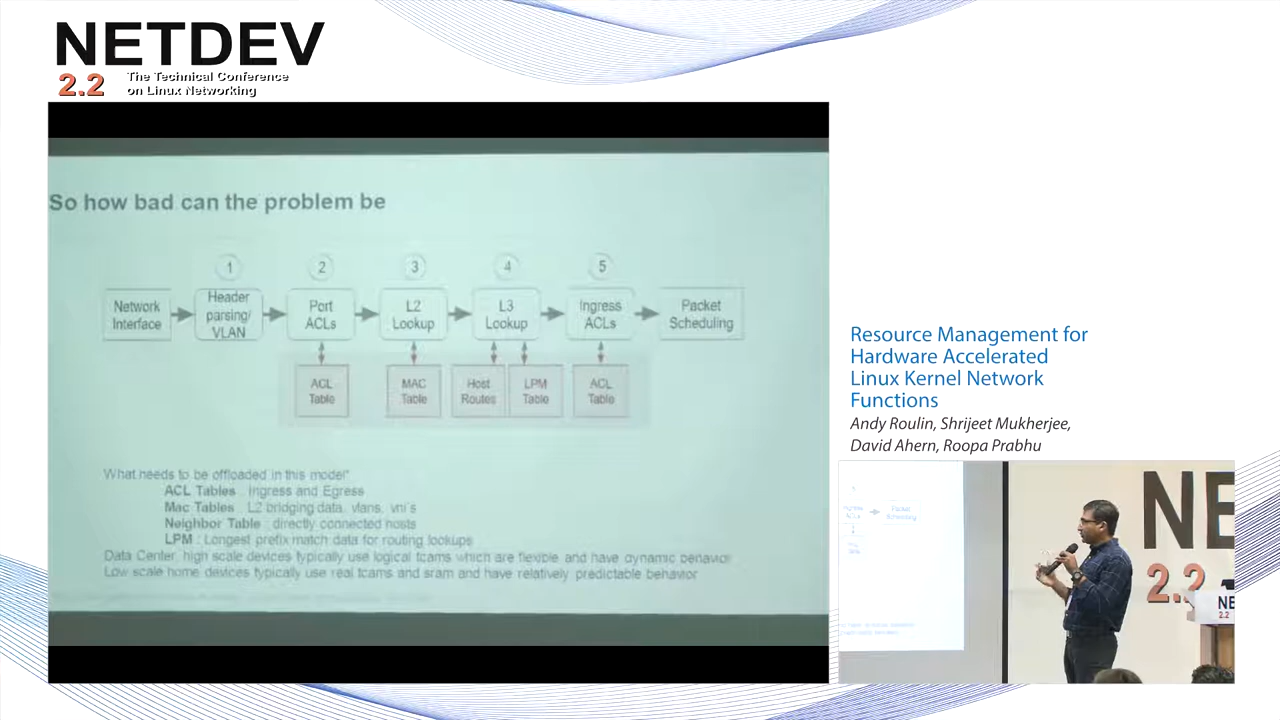 NETDEV
2.2
The Technical Conference
on Linux Networking
So how bad can the problem be
1
2
3
4
5
Network
Interface
Header
parsing/
VLAN
Port
ACLs
L2
Lookup
L3
Lookup
Ingress
ACLs
Packet
Scheduling
ACL
Table
MAC
Table
Host
Routes
LPM
Table
ACL
Table
What needs to be offloaded in this model*
ACL Tables : Ingress and Egress
Mac Tables : L2 bridging data, vlans, vni's
Neighbor Table : directly connected hosts
LPM : Longest prefix match data for routing lookups
Data Center, high scale devices typically use logical tcams which are flexible and have dynamic behavior
Low scale home devices typically use real tcams and sram and have relatively predictable behavior
Resource Management for
Hardware Accelerated
Linux Kernel Network
Functions
Andy Roulin, Shrijeet Mukherjee,
David Ahern, Roopa Prabhu
Packet
Scheduling
NE
2.2
NE
2.2